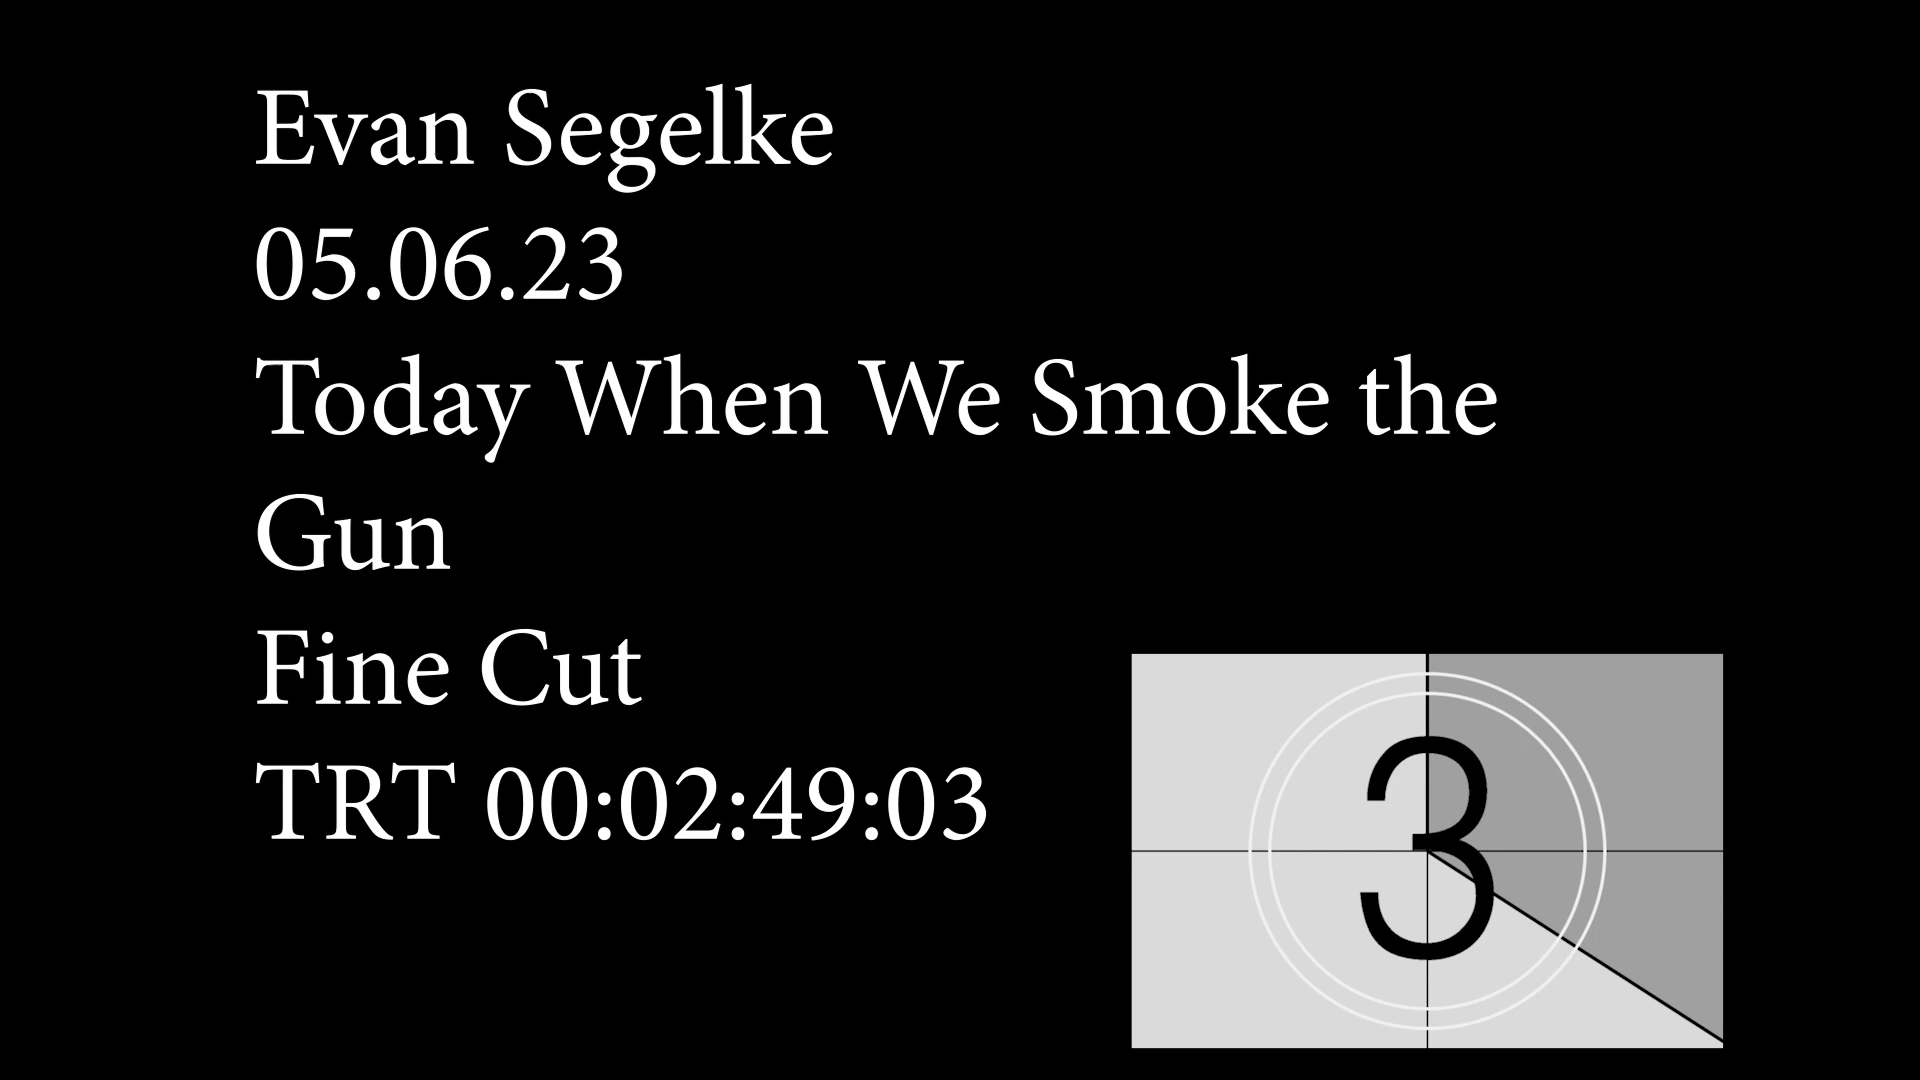 Evan Segelke
05.06.23
Today When We Smoke the
Gun
Fine Cut
TRT 00:02:49:03
3